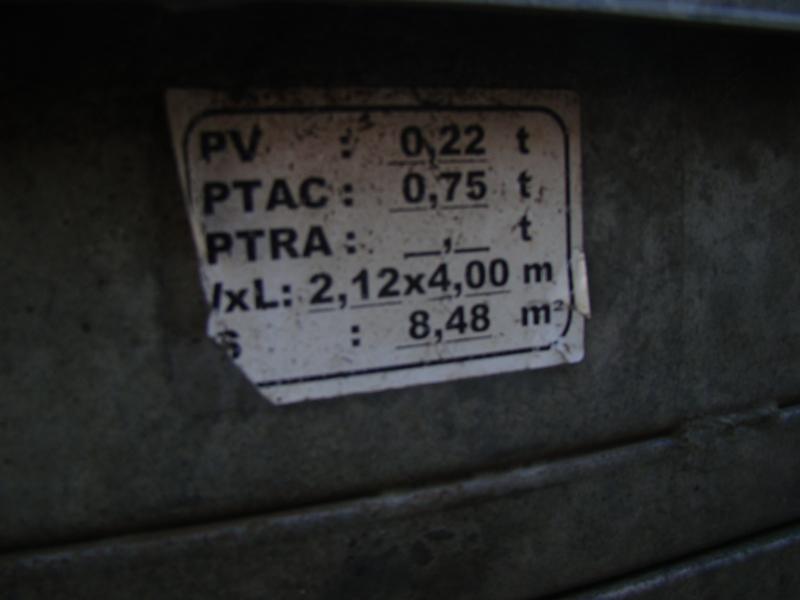 PV : 0,22 t
PTAC : 0,75 t
PTRA : _,_ t
xL: 2,12x4,00 m
S : 8,48 m²